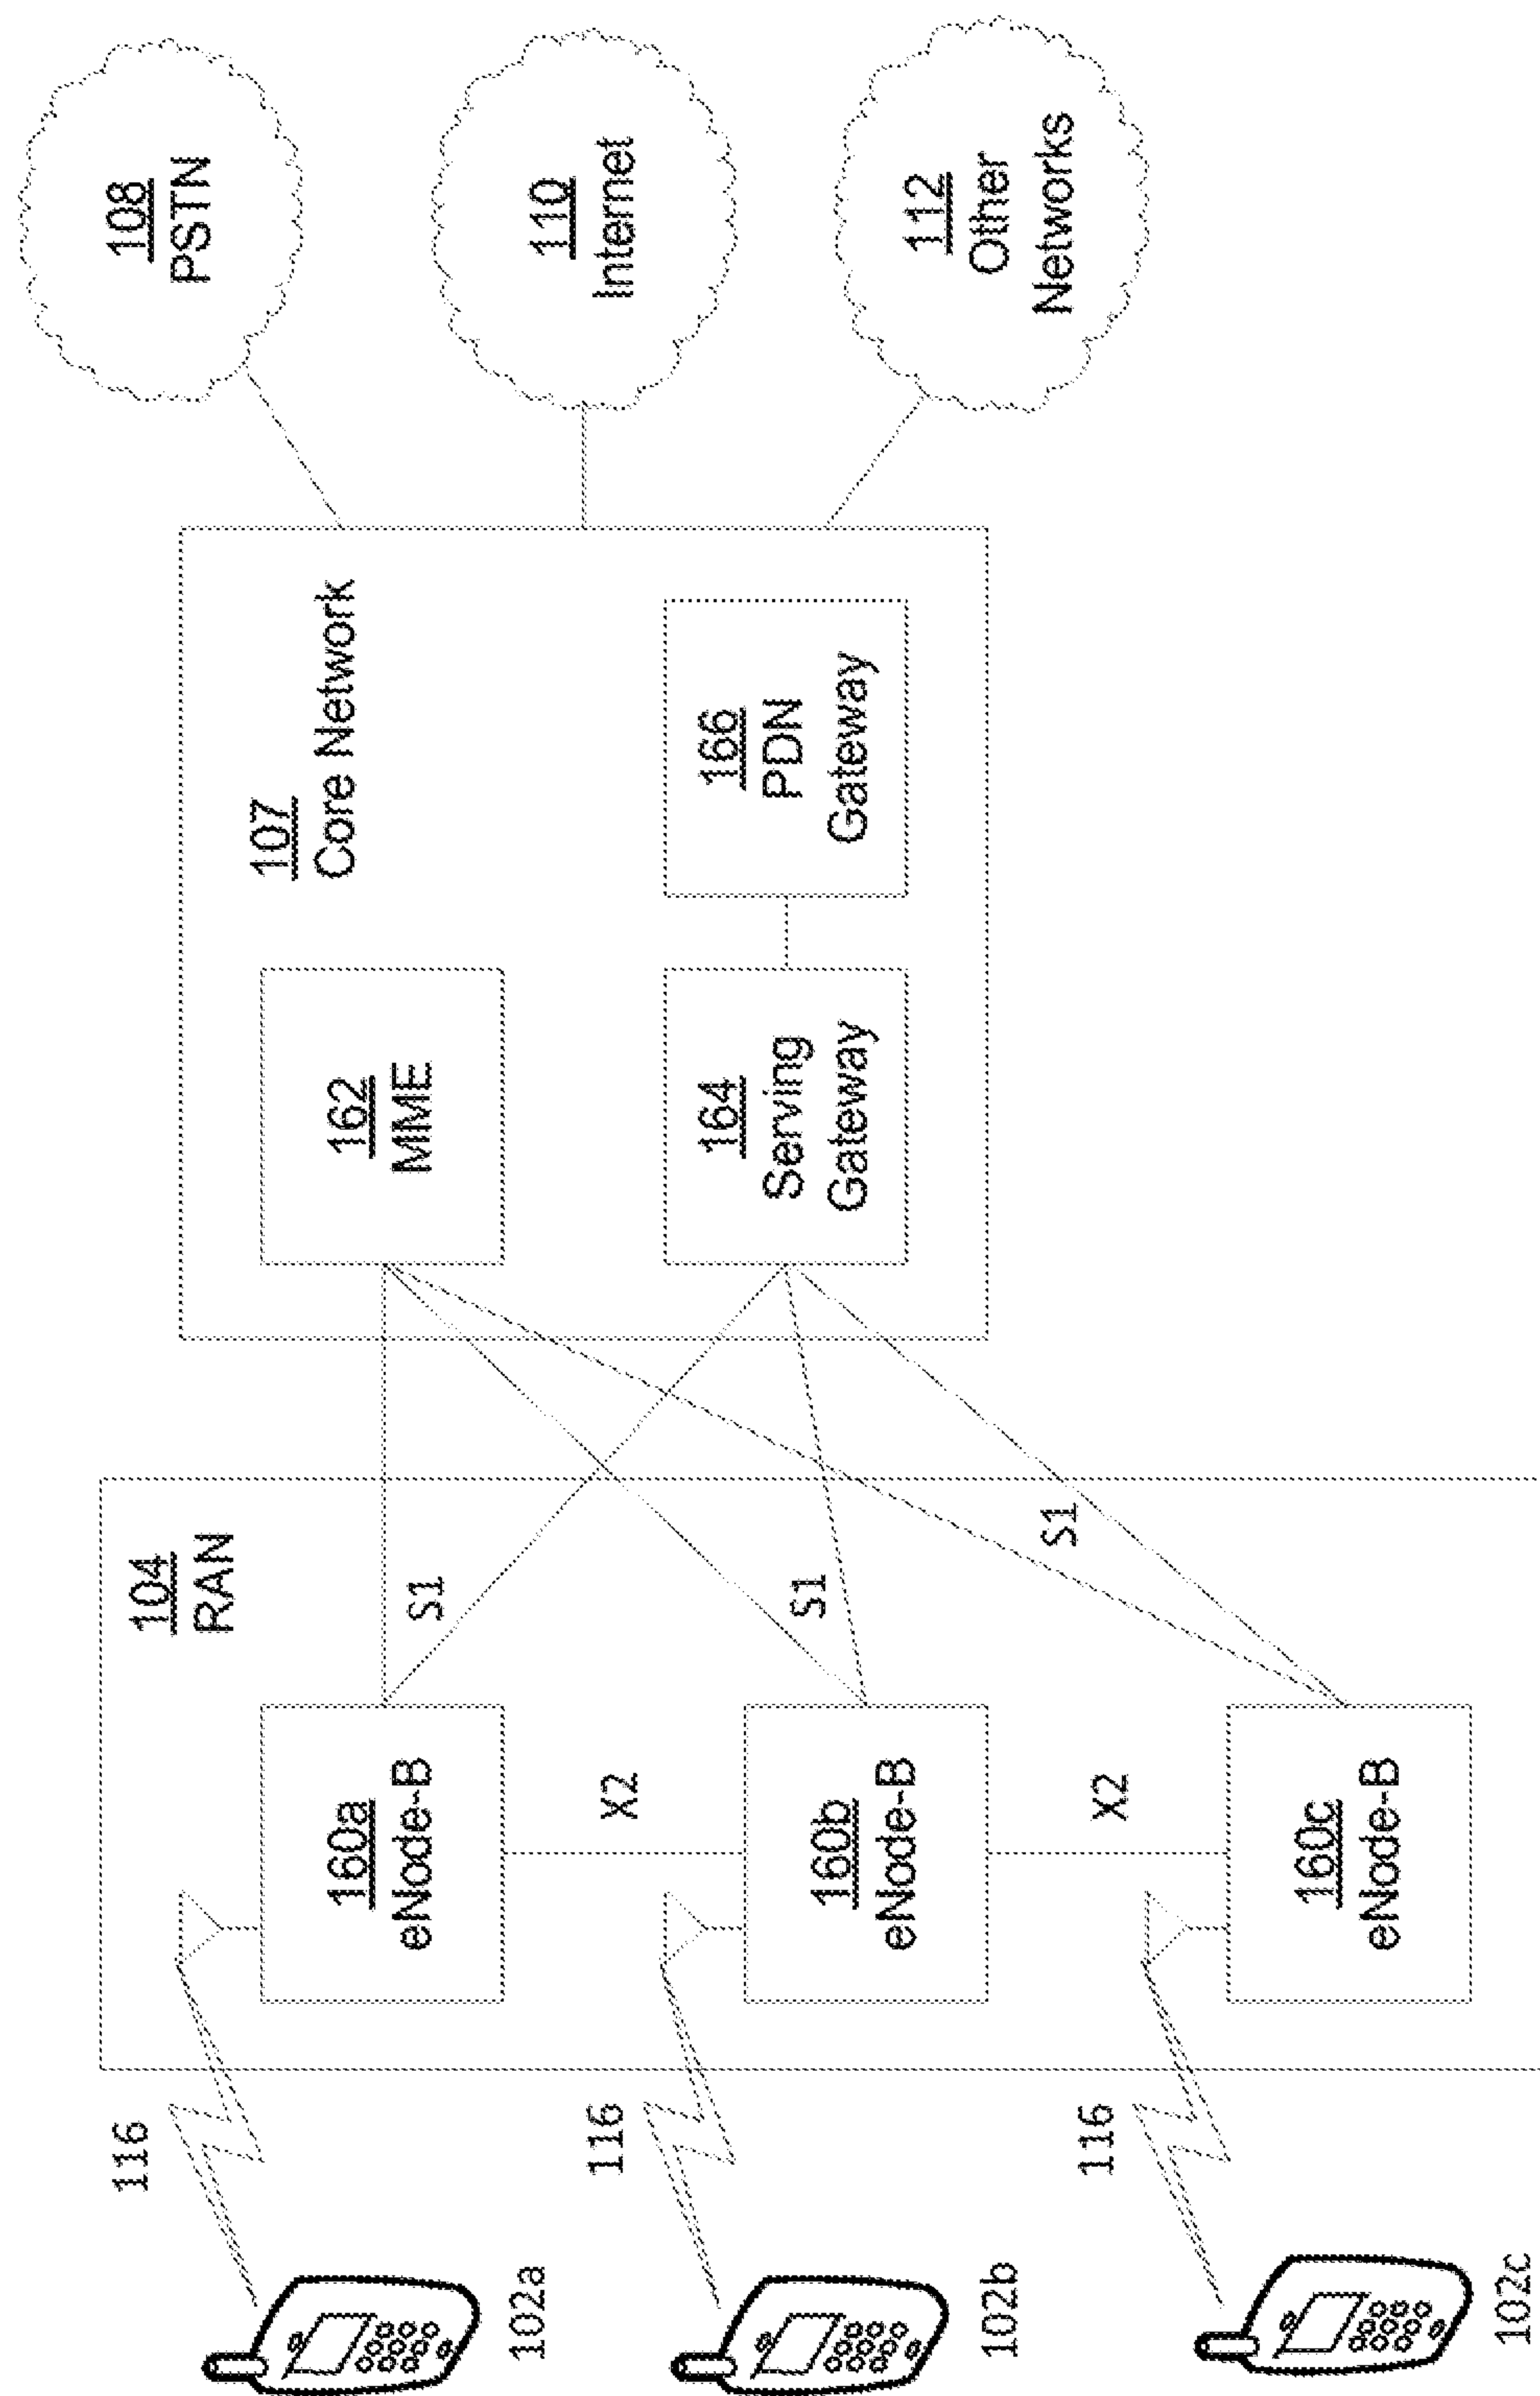 116
102a
104
RAN
160a
eNode-B
S1
X2
116
102b
160b
eNode-B
S1
X2
116
102c
160c
eNode-B
S1
107
Core Network
162
MME
164
Serving
Gateway
166
PDN
Gateway
108
PSTN
110
Internet
112
Other
Networks